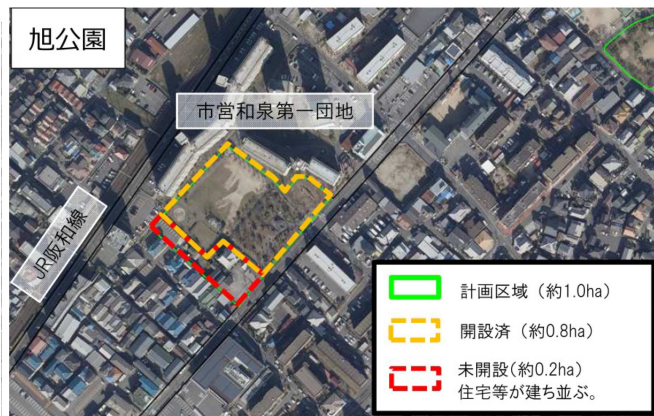 旭公園
市営和泉第一団地
JR阪和線
計画区域（約1.0ha）
開設済（約0.8ha）
未開設（約0.2ha）
住宅等が建ち並ぶ。